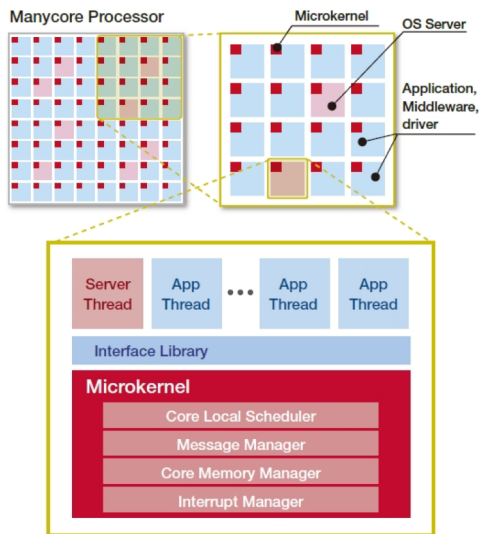 Manycore Processor
Microkernel
OS Server
Application,
Middleware,
driver
Server
Thread
App
Thread
•••
App
Thread
App
Thread
Interface Library
Microkernel
Core Local Scheduler
Message Manager
Core Memory Manager
Interrupt Manager